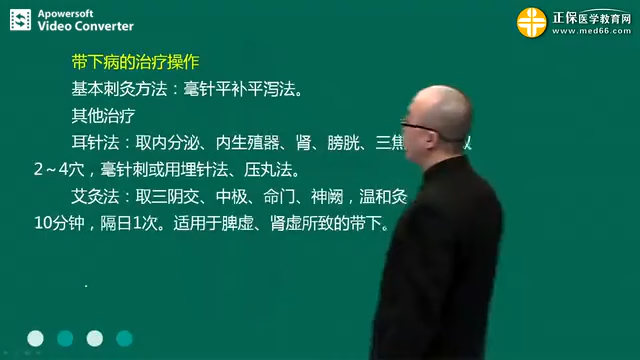 Apowersoft
Video Converter
正保医学教育网
www.med66.com
带下病的治疗操作
基本刺灸方法：毫针平补平泻法。
其他治疗
耳针法：取内分泌、内生殖器、肾、膀胱、三焦
2～4穴，毫针刺或用埋针法、压丸法。
艾灸法：取三阴交、中极、命门、神阙，温和灸
10分钟，隔日1次。适用于脾虚、肾虚所致的带下。